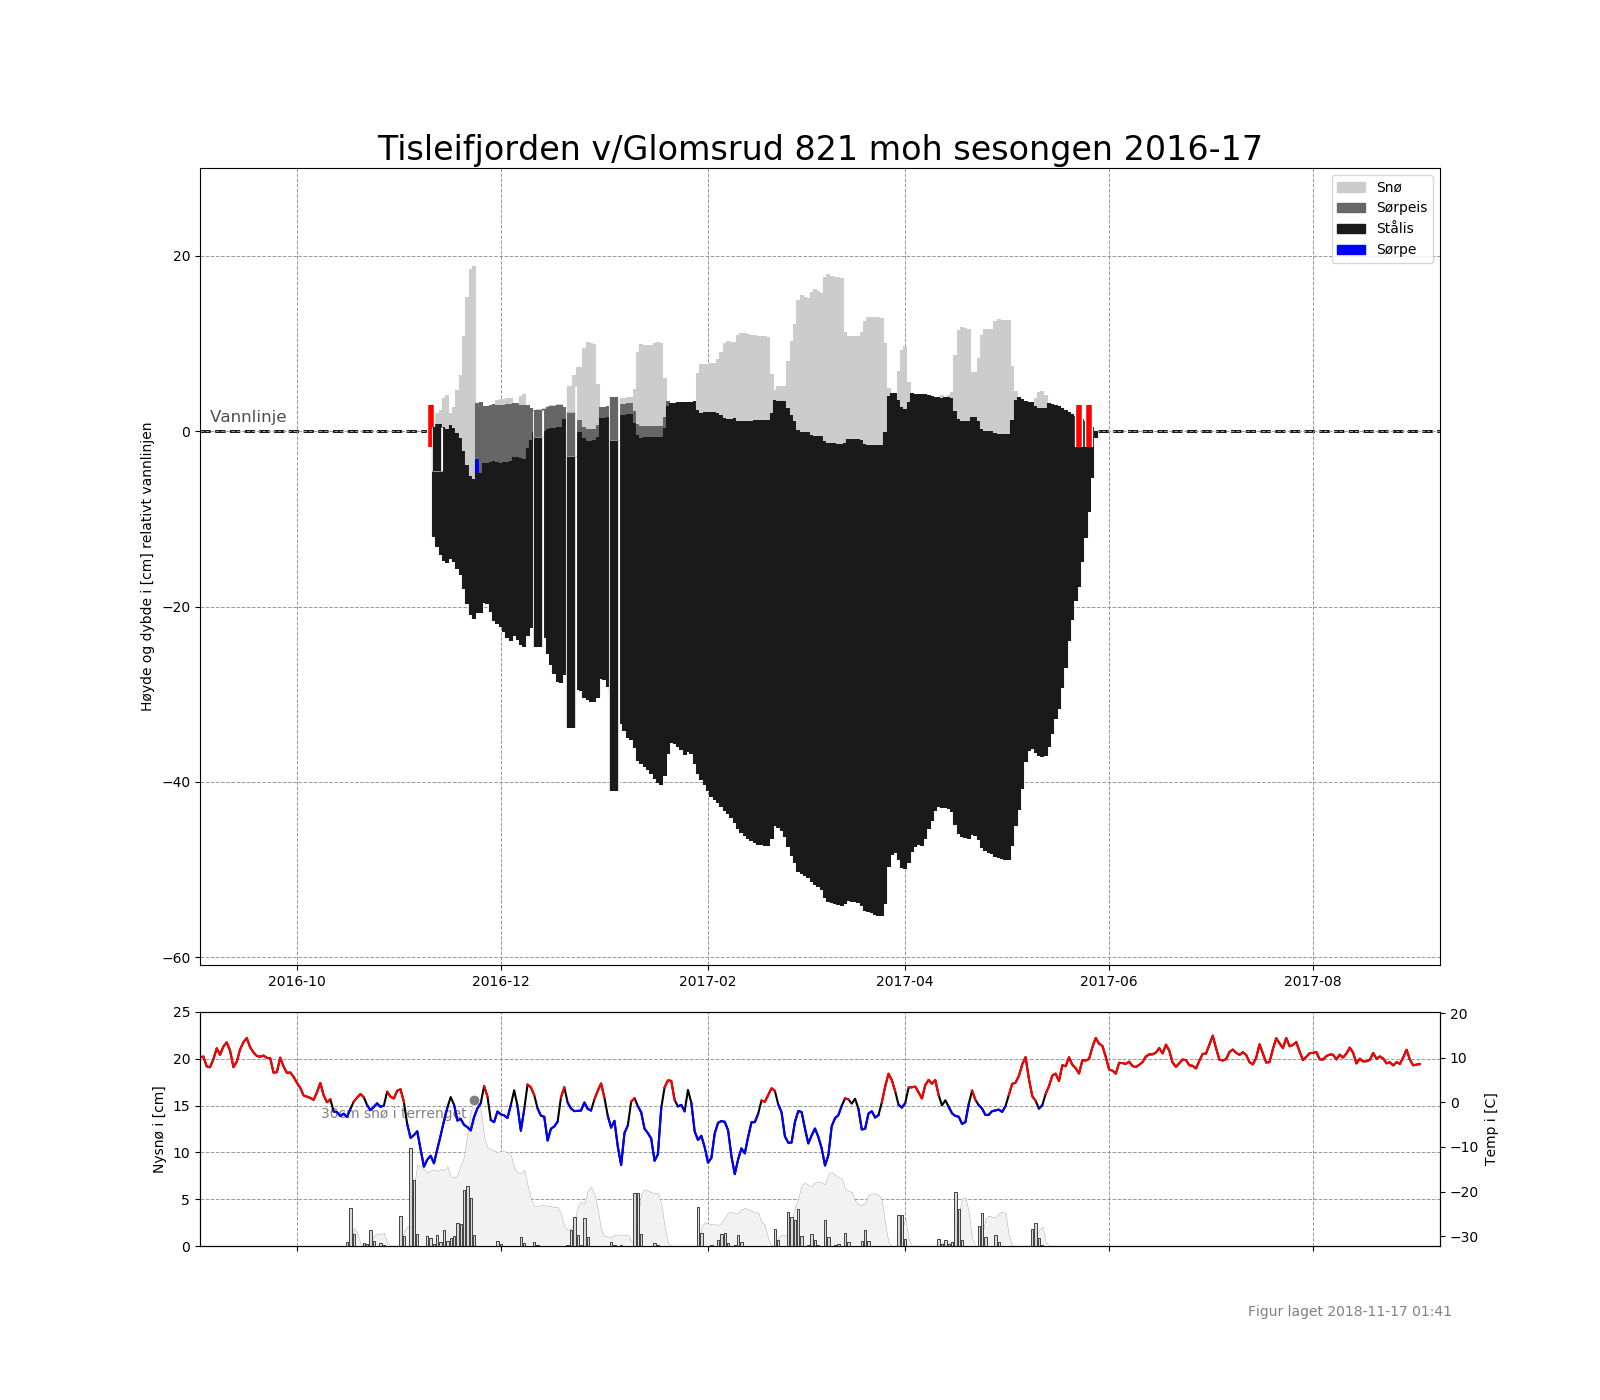 Tisleifjorden v/Glomsrud 821 moh sesongen 2016-17
Snø
Sørpeis
Stålis
Sørpe
Vannlinje
Høyde og dybde i [cm] relativt vannlinjen
20
0
−20
−40
−60
2016-10
2016-12
2017-02
2017-04
2017-06
2017-08
Nysnø i [cm]
25
20
15
10
5
0
36cm snø i terrenget
20
10
0
−10
−20
−30
Temp i [C]
Figur laget 2018-11-17 01:41